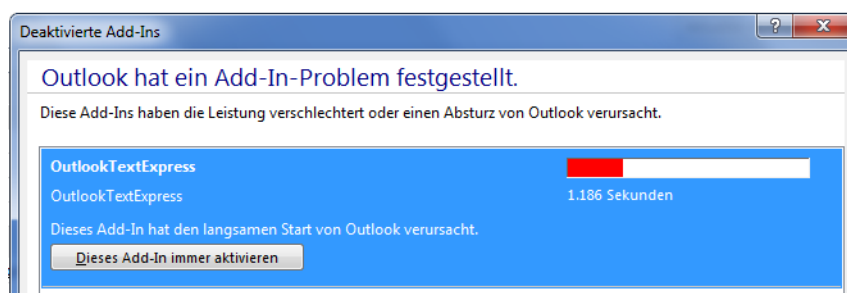 Deaktivierte Add-Ins
Outlook hat ein Add-In-Problem festgestellt.
Diese Add-Ins haben die Leistung verschlechtert oder einen Absturz von Outlook verursacht.
OutlookTextExpress
OutlookTextExpress 1.186 Sekunden
Dieses Add-In hat den langsamen Start von Outlook verursacht.
Dieses Add-In immer aktivieren